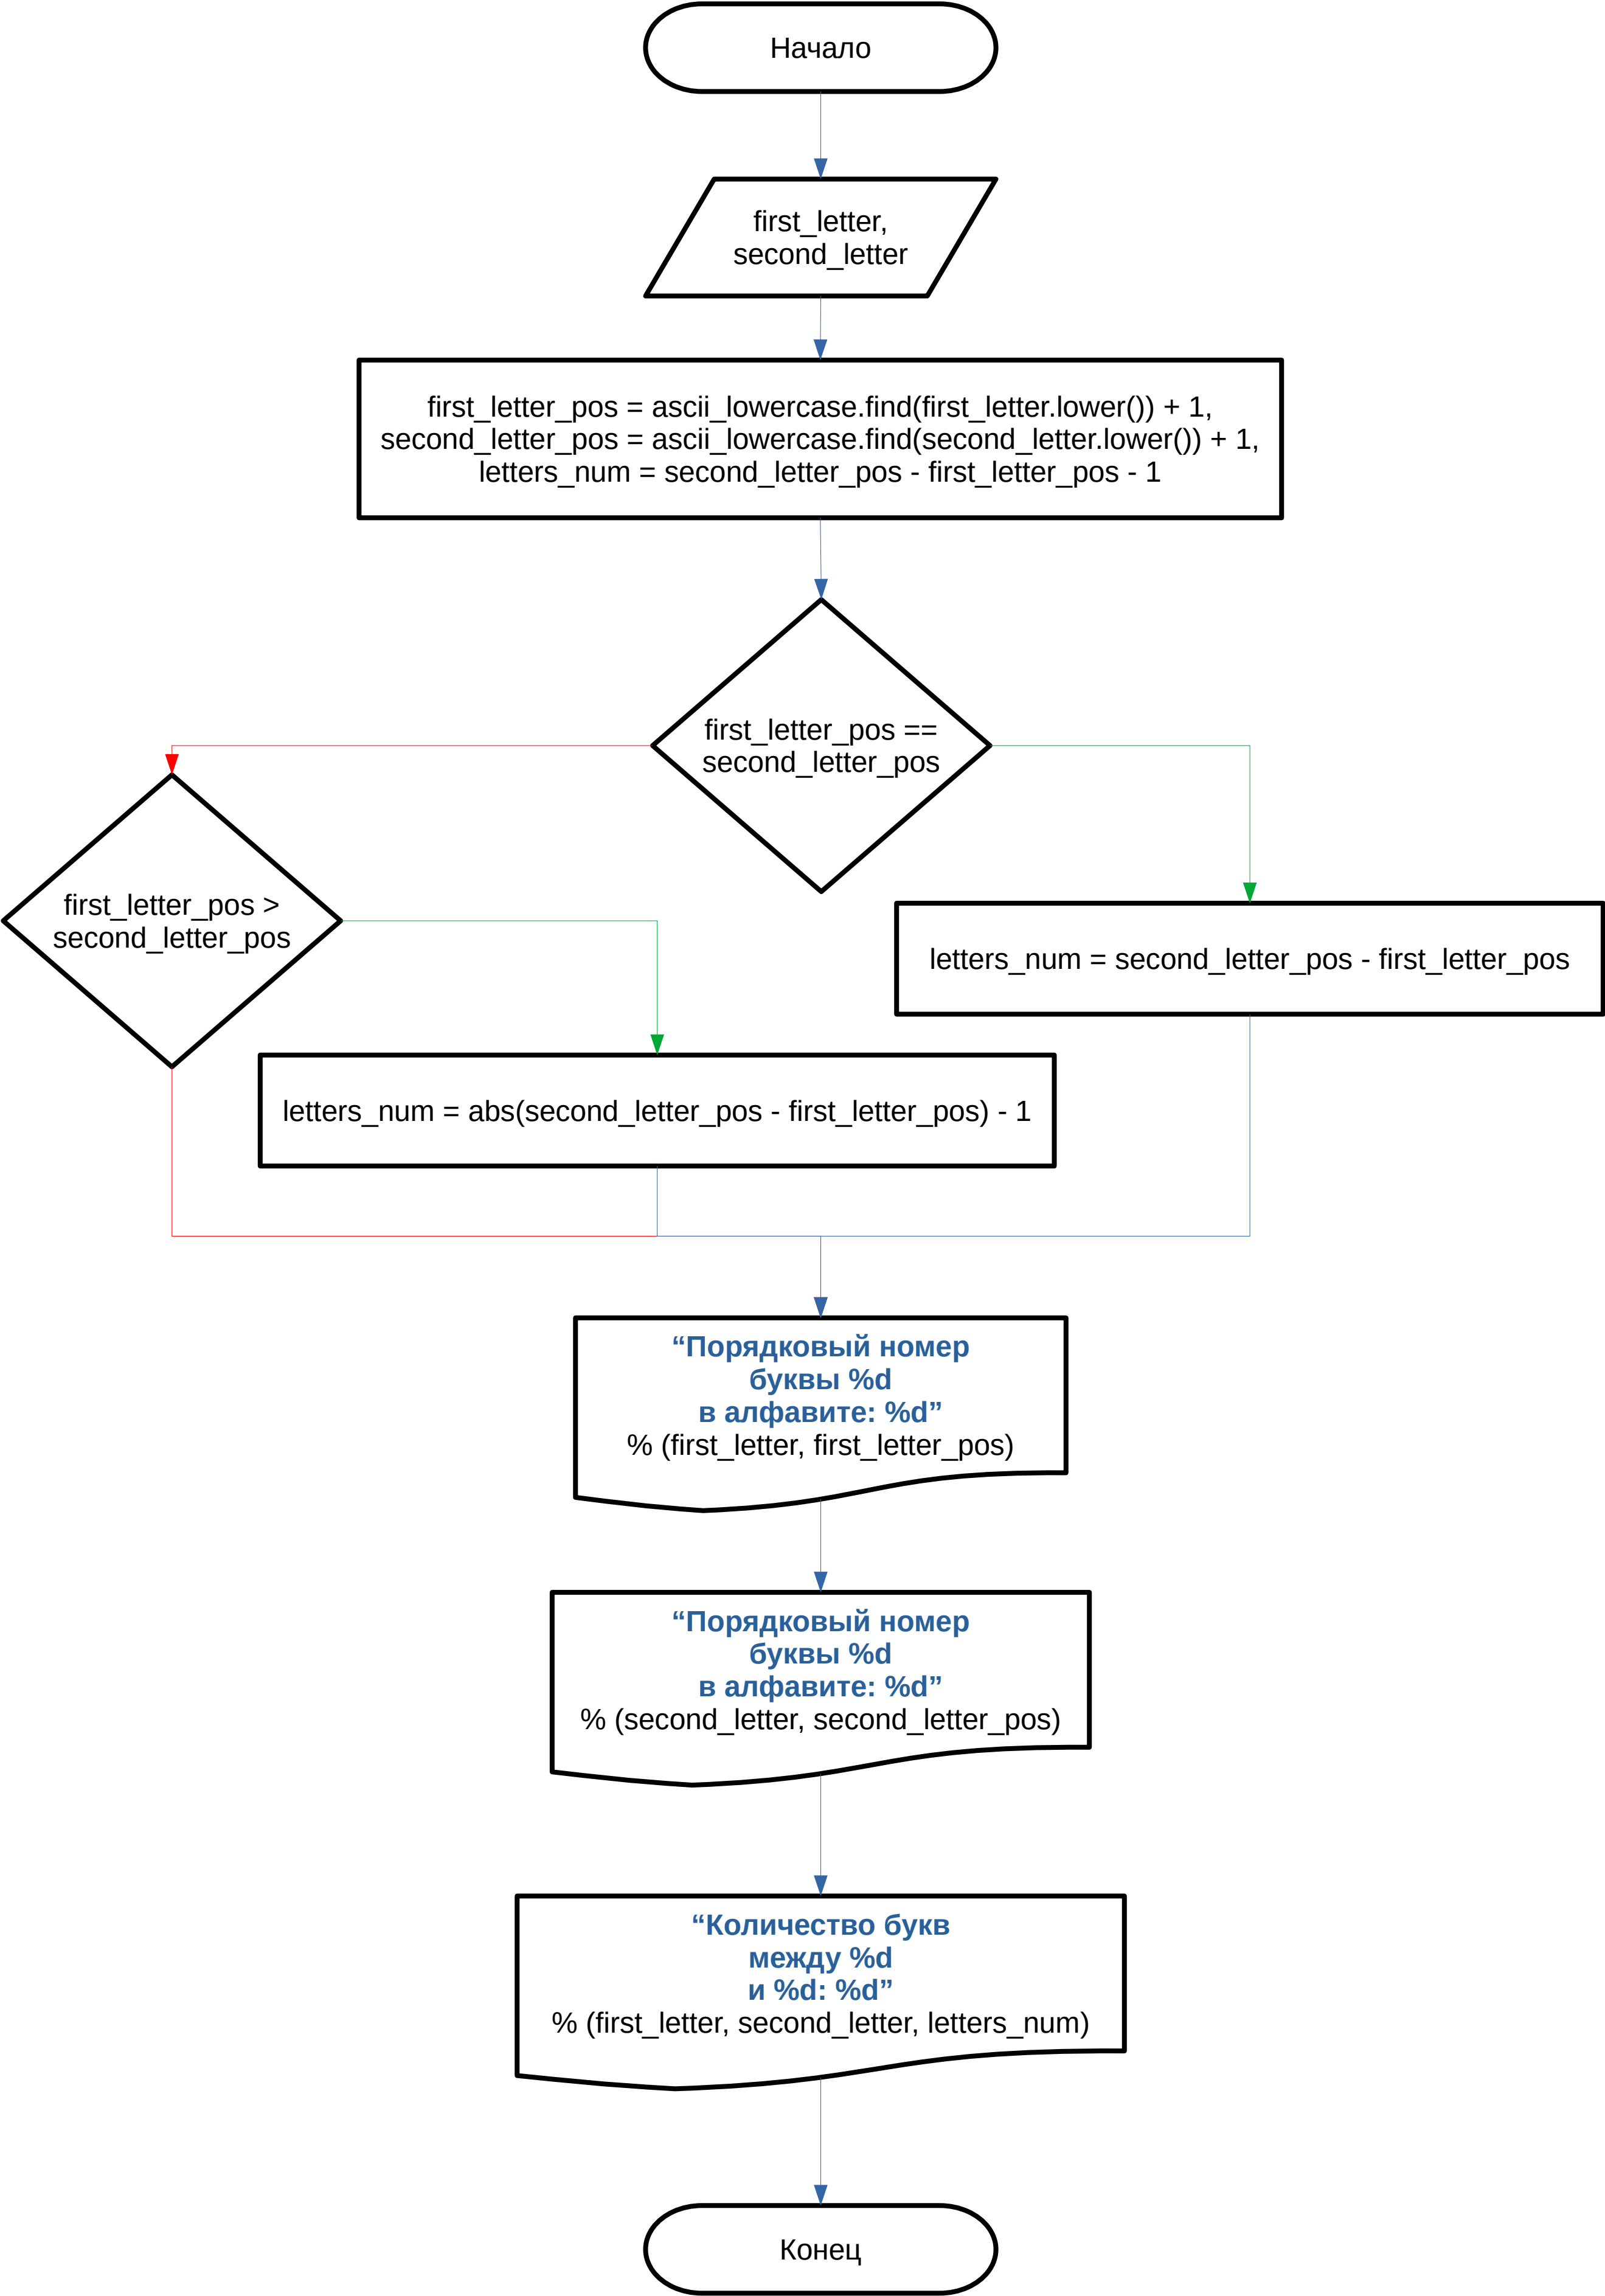 Начало
first_letter,
second_letter
first_letter_pos = ascii_lowercase.find(first_letter.lower()) + 1,
second_letter_pos = ascii_lowercase.find(second_letter.lower()) + 1,
letters_num = second_letter_pos - first_letter_pos - 1
first_letter_pos ==
second_letter_pos
first_letter_pos >
second_letter_pos
letters_num = second_letter_pos - first_letter_pos
letters_num = abs(second_letter_pos - first_letter_pos) - 1
“Порядковый номер
буквы %d
в алфавите: %d”
% (first_letter, first_letter_pos)
“Порядковый номер
буквы %d
в алфавите: %d”
% (second_letter, second_letter_pos)
“Количество букв
между %d
и %d: %d”
% (first_letter, second_letter, letters_num)
Конец